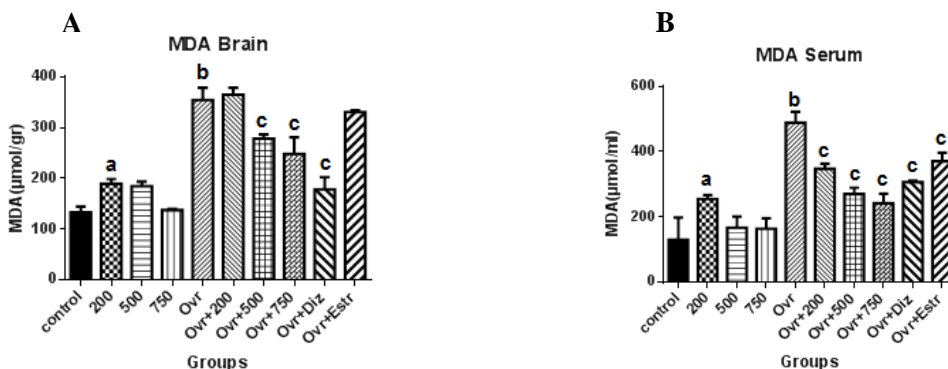 A
MDA Brain
MDA(µmol/gr)
400
300
200
100
0
a
b
c
c
c
control
200
500
750
Ovr
Ovr+200
Ovr+500
Ovr+750
Ovr+Diz
Ovr+Estr
Groups
B
MDA Serum
MDA(µmol/ml)
600
400
200
0
a
b
c
c
c
c
c
control
200
500
750
Ovr
Ovr+200
Ovr+500
Ovr+750
Ovr+Diz
Ovr+Estr
Groups